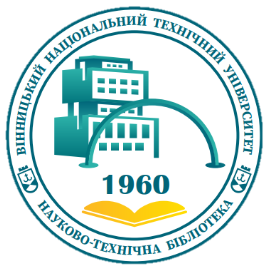 ВІННИЦЬКИЙ НАЦІОНАЛЬНИЙ ТЕХНІЧНИЙ УНІВЕРСИТЕТ
1960
НАУКОВО-ТЕХНІЧНА БІБЛІОТЕКА